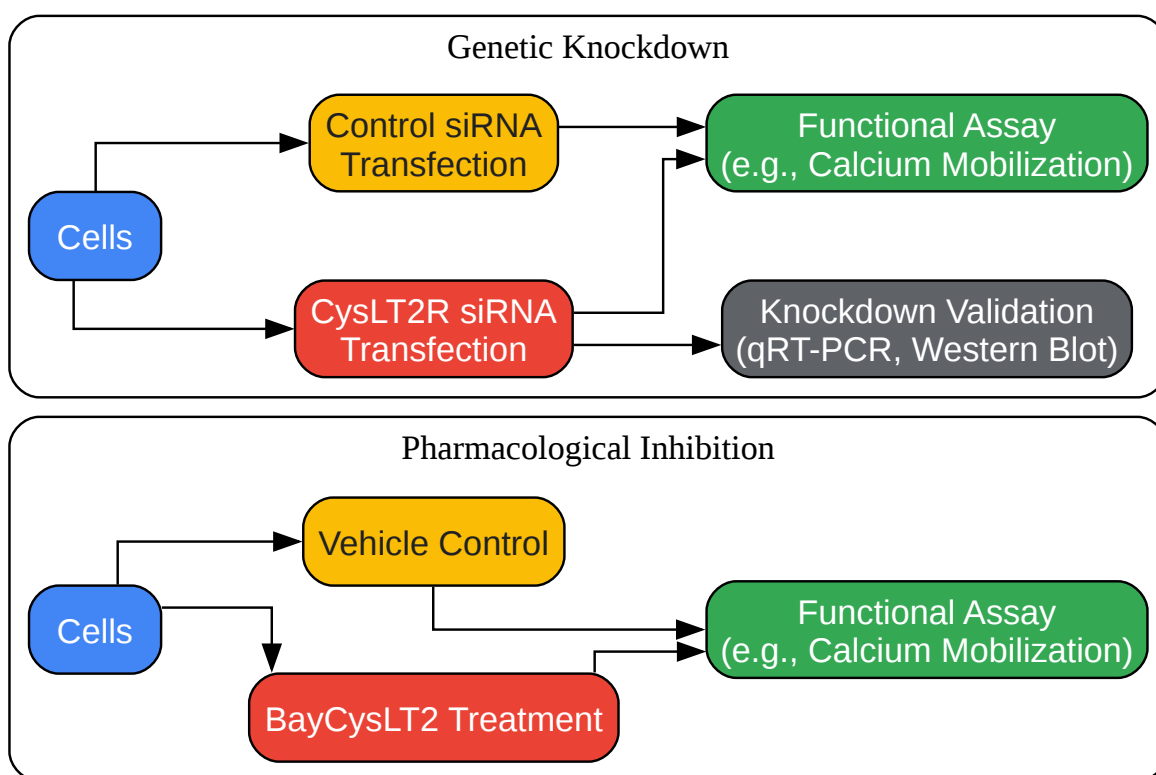 Genetic Knockdown
Control siRNA
Transfection
Functional Assay
(e.g., Calcium Mobilization)
Cells
CysLT2R siRNA
Transfection
Knockdown Validation
(qRT-PCR, Western Blot)
Pharmacological Inhibition
Vehicle Control
Functional Assay
(e.g., Calcium Mobilization)
Cells
BayCysLT2 Treatment